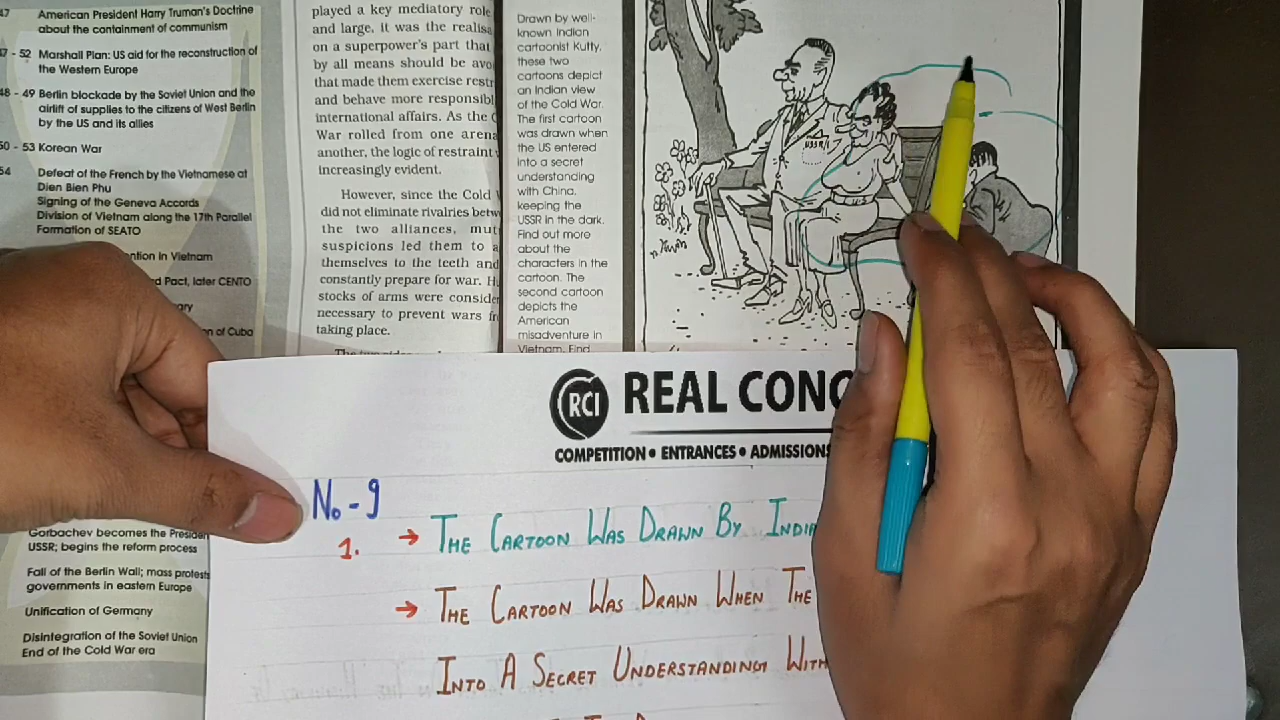 47 American President Harry Truman's Doctrine
about the containment of communism
47 - 52 Marshall Plan: US aid for the reconstruction of
the Western Europe
48 - 49 Berlin blockade by the Soviet Union and the
airlift of supplies to the citizens of West Berlin
by the US and its allies
50 - 53 Korean War
54 Defeat of the French by the Vietnamese at
Dien Bien Phu
Signing of the Geneva Accords
Division of Vietnam along the 17th Parallel
Formation of SEATO
ntion in Vietnam
d Pact, later CENTO
ary
on of Cuba
Gorbachev becomes the Presiden
USSR; begins the reform process
Fall of the Berlin Wall; mass protests
governments in eastern Europe
Unification of Germany
Disintegration of the Soviet Union
End of the Cold War era
played a key mediatory role
and large, it was the realisa
on a superpower's part that
by all means should be avo
that made them exercise restr
and behave more responsibl
international affairs. As the C
War rolled from one arena
another, the logic of restraint
increasingly evident.
However, since the Cold
did not eliminate rivalries betw
the two alliances, mut
suspicions led them to a
themselves to the teeth and
constantly prepare for war. H
stocks of arms were conside
necessary to prevent wars fr
taking place.
Drawn by well-
known Indian
cartoonist Kutty,
these two
cartoons depict
an Indian view
of the Cold War.
The first cartoon
was drawn when
the US entered
into a secret
understanding
with China,
keeping the
USSR in the dark.
Find out more
about the
characters in the
cartoon. The
second cartoon
depicts the
American
misadventure in
Vietnam. Find
USSR
RCI REAL CONC
COMPETITION • ENTRANCES • ADMISSIONS
No - 9
1. → THE CARTOON WAS DRAWN BY INDIA
→ THE CARTOON WAS DRAWN WHEN THE
INTO A SECRET UNDERSTANDING WITH